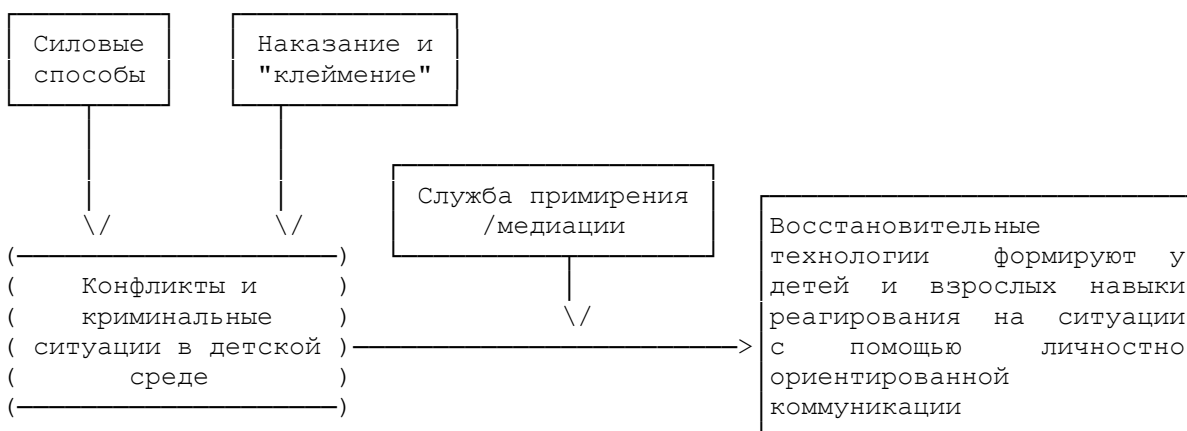 Силовые
способы
Наказание и
"клеймение"
Служба примирения
/медиации
Конфликты и
криминальные
ситуации в детской
среде
Восстановительные
технологии формируют у
детей и взрослых навыки
реагирования на ситуации
с помощью личностно
ориентированной
коммуникации